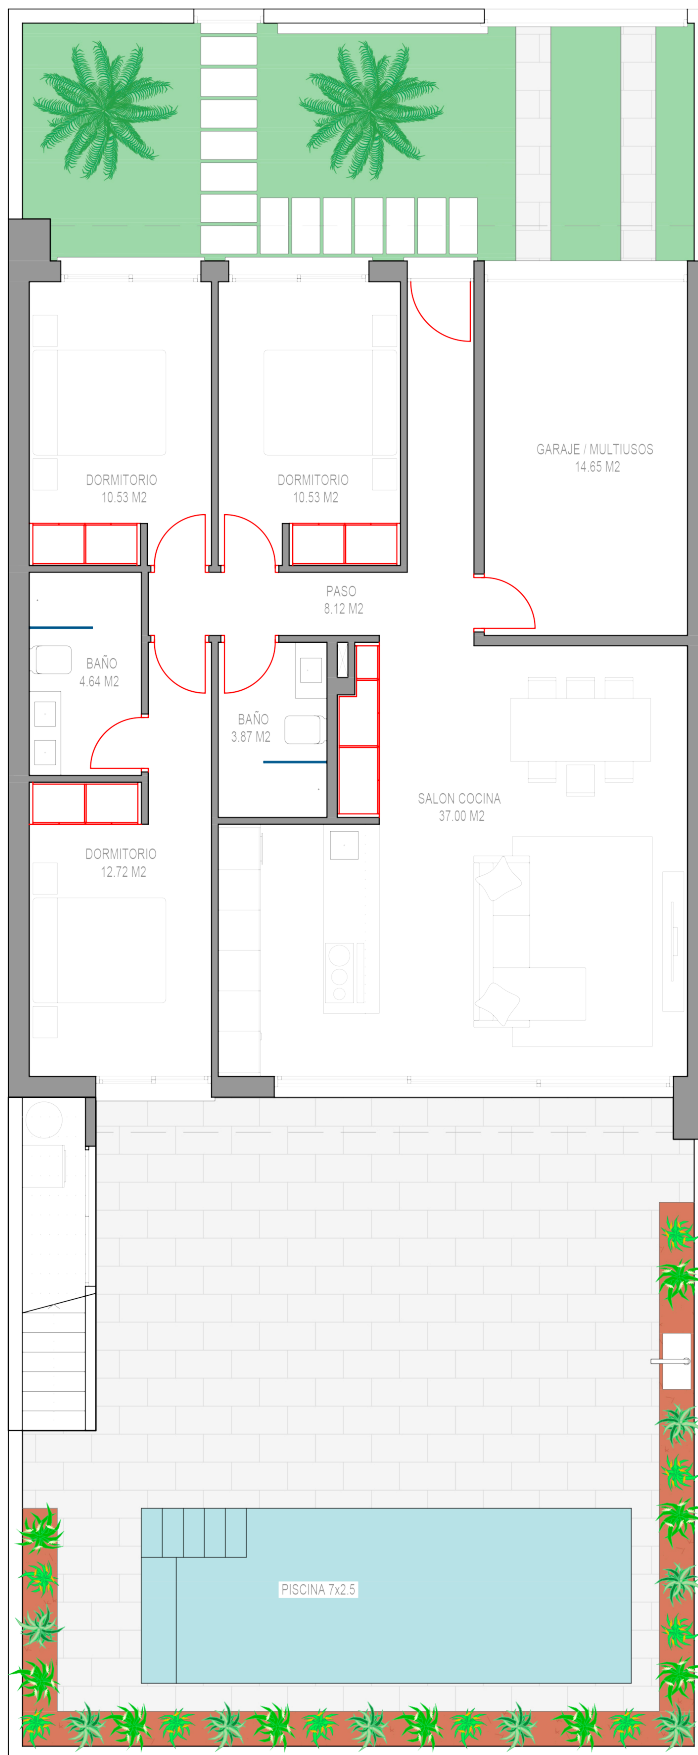 GARAJE / MULTIUSOS
14.65 M2
DORMITORIO
10.53 M2
DORMITORIO
10.53 M2
PASO
8.12 M2
BAÑO
4.64 M2
BAÑO
3.87 M2
SALON COCINA
37.00 M2
DORMITORIO
12.72 M2
PISCINA 7x2.5